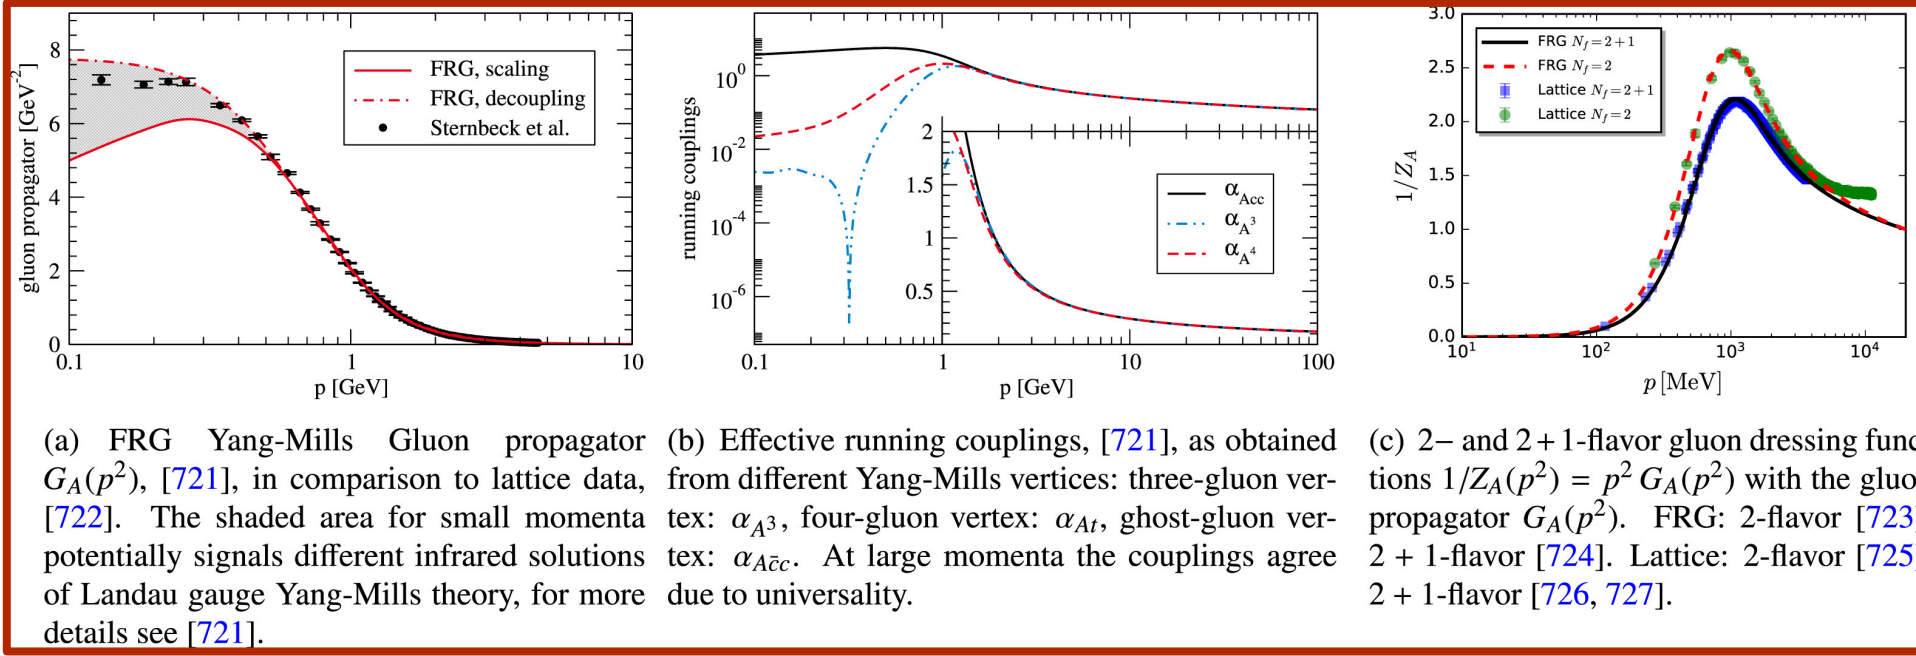 8
6
4
2
0
gluon propagator [GeV⁻²]
0.1
1
10
p [GeV]
FRG, scaling
FRG, decoupling
Sternbeck et al.
10⁰
10⁻²
10⁻⁴
10⁻⁶
running couplings
0.1
1
10
100
p [GeV]
2
1.5
1
0.5
α_Acc
α_A³
α_A⁴
3.0
2.5
2.0
1.5
1.0
0.5
0.0
1/Z_A
10¹
10²
10³
10⁴
p [MeV]
FRG N_f = 2 + 1
FRG N_f = 2
Lattice N_f = 2 + 1
Lattice N_f = 2
(a) FRG Yang-Mills Gluon propagator
G_A(p²), [721], in comparison to lattice data,
[722]. The shaded area for small momenta
potentially signals different infrared solutions
of Landau gauge Yang-Mills theory, for more
details see [721].
(b) Effective running couplings, [721], as obtained
from different Yang-Mills vertices: three-gluon ver-
tex: α_A³, four-gluon vertex: α_At, ghost-gluon ver-
tex: α_Ac̄c. At large momenta the couplings agree
due to universality.
(c) 2− and 2 + 1-flavor gluon dressing func
tions 1/Z_A(p²) = p² G_A(p²) with the gluo
propagator G_A(p²). FRG: 2-flavor [723]
2 + 1-flavor [724]. Lattice: 2-flavor [725]
2 + 1-flavor [726, 727].